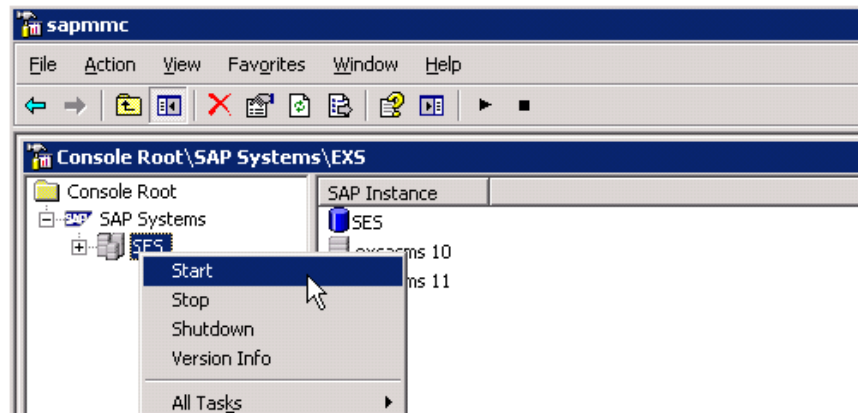 sapmmc
File Action View Favorites Window Help
Console Root\SAP Systems\EXS
Console Root
SAP Instance
SAP Systems
SES
SES
10
ms 11
Start
Stop
Shutdown
Version Info
All Tasks